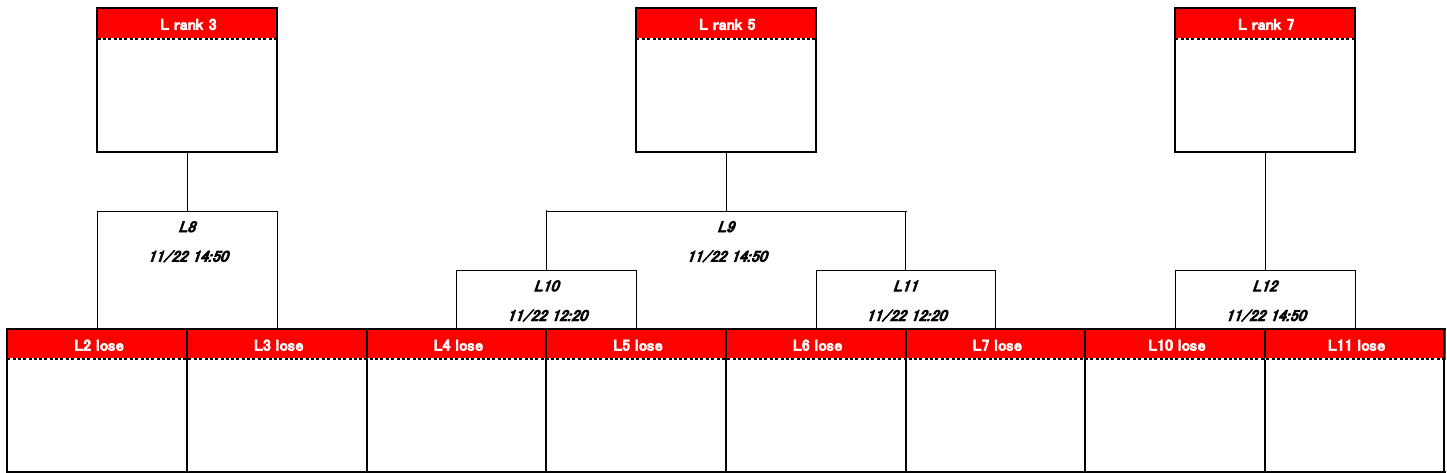 L rank 3
L rank 5
L rank 7
L8
11/22 14:50
L9
11/22 14:50
L10
11/22 12:20
L11
11/22 12:20
L12
11/22 14:50
L2 lose
L3 lose
L4 lose
L5 lose
L6 lose
L7 lose
L10 lose
L11 lose